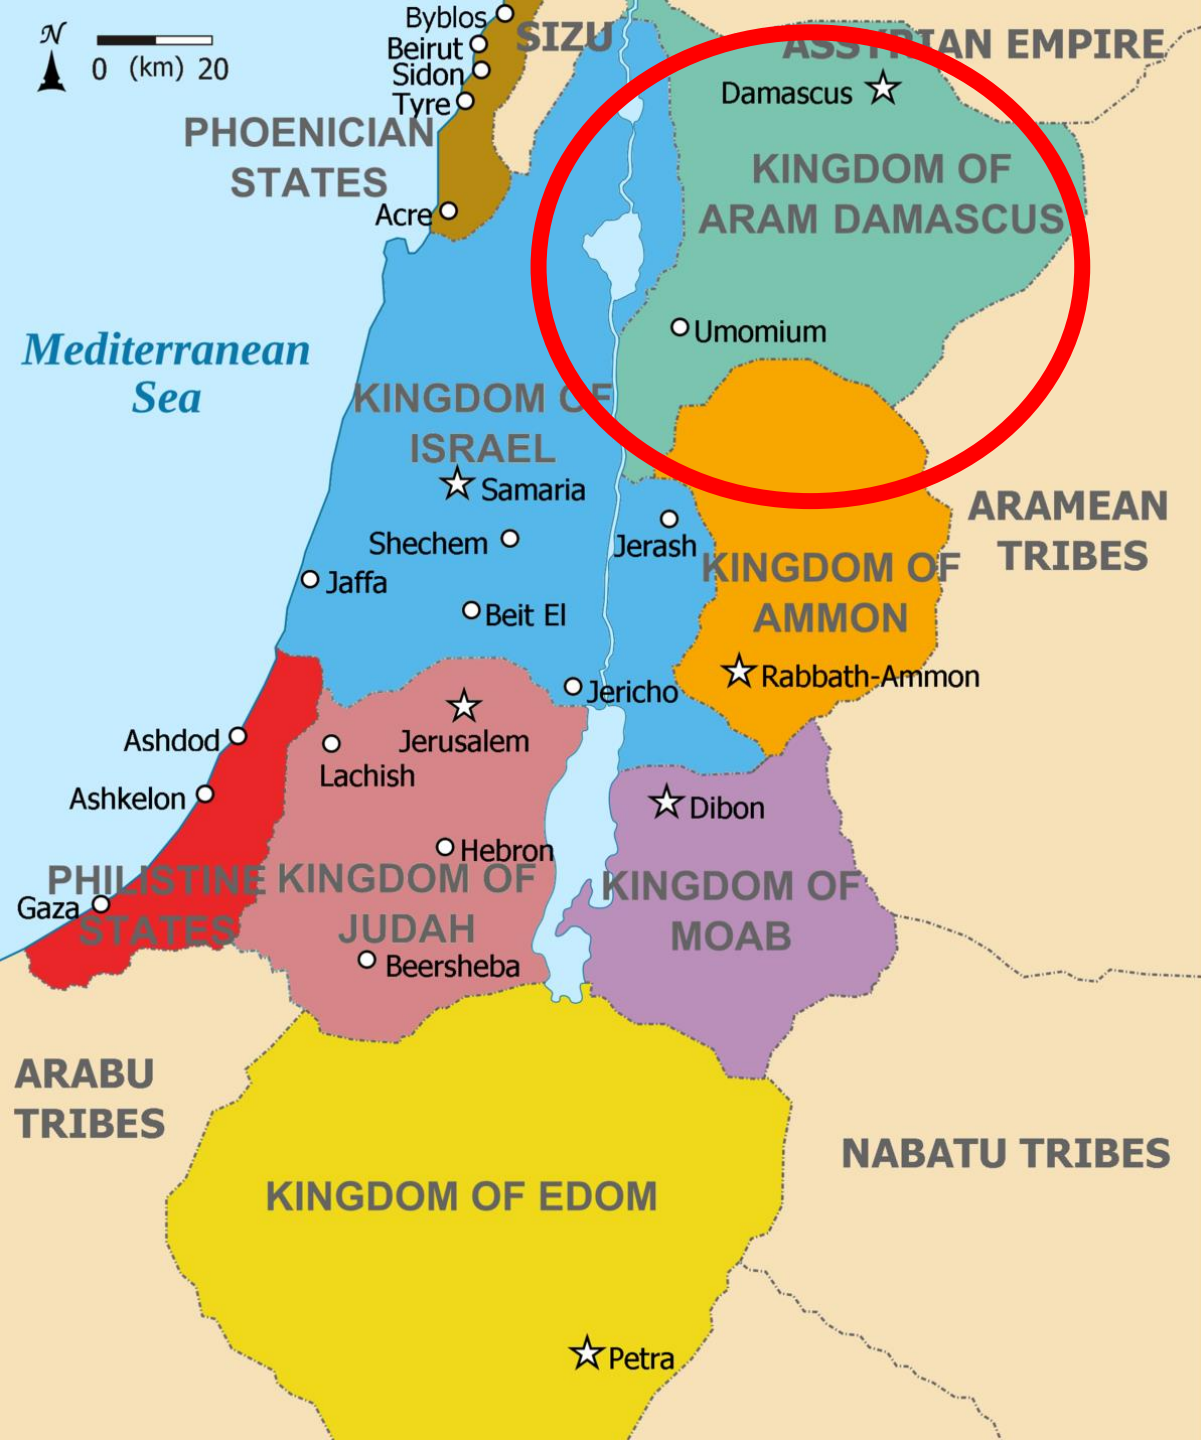 N
0 (km) 20
Byblos
Beirut
Sidon
Tyre
SIZU
ASSYRIAN EMPIRE
Damascus
PHOENICIAN
STATES
KINGDOM OF
ARAM DAMASCUS
Acre
Mediterranean
Sea
Umomium
KINGDOM OF
ISRAEL
Samaria
Shechem
Jerash
ARAMEAN
TRIBES
Jaffa
Beit El
KINGDOM OF
AMMON
Rabbath-Ammon
Jericho
Ashdod
Jerusalem
Lachish
Ashkelon
Dibon
Hebron
PHILISTINE
STATES
Gaza
KINGDOM OF
JUDAH
KINGDOM OF
MOAB
Beersheba
ARABU
TRIBES
NABATU TRIBES
KINGDOM OF EDOM
Petra